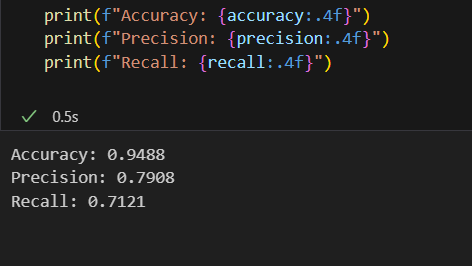 print(f"Accuracy: {accuracy:.4f}")
print(f"Precision: {precision:.4f}")
print(f"Recall: {recall:.4f}")
0.5s
Accuracy: 0.9488
Precision: 0.7908
Recall: 0.7121